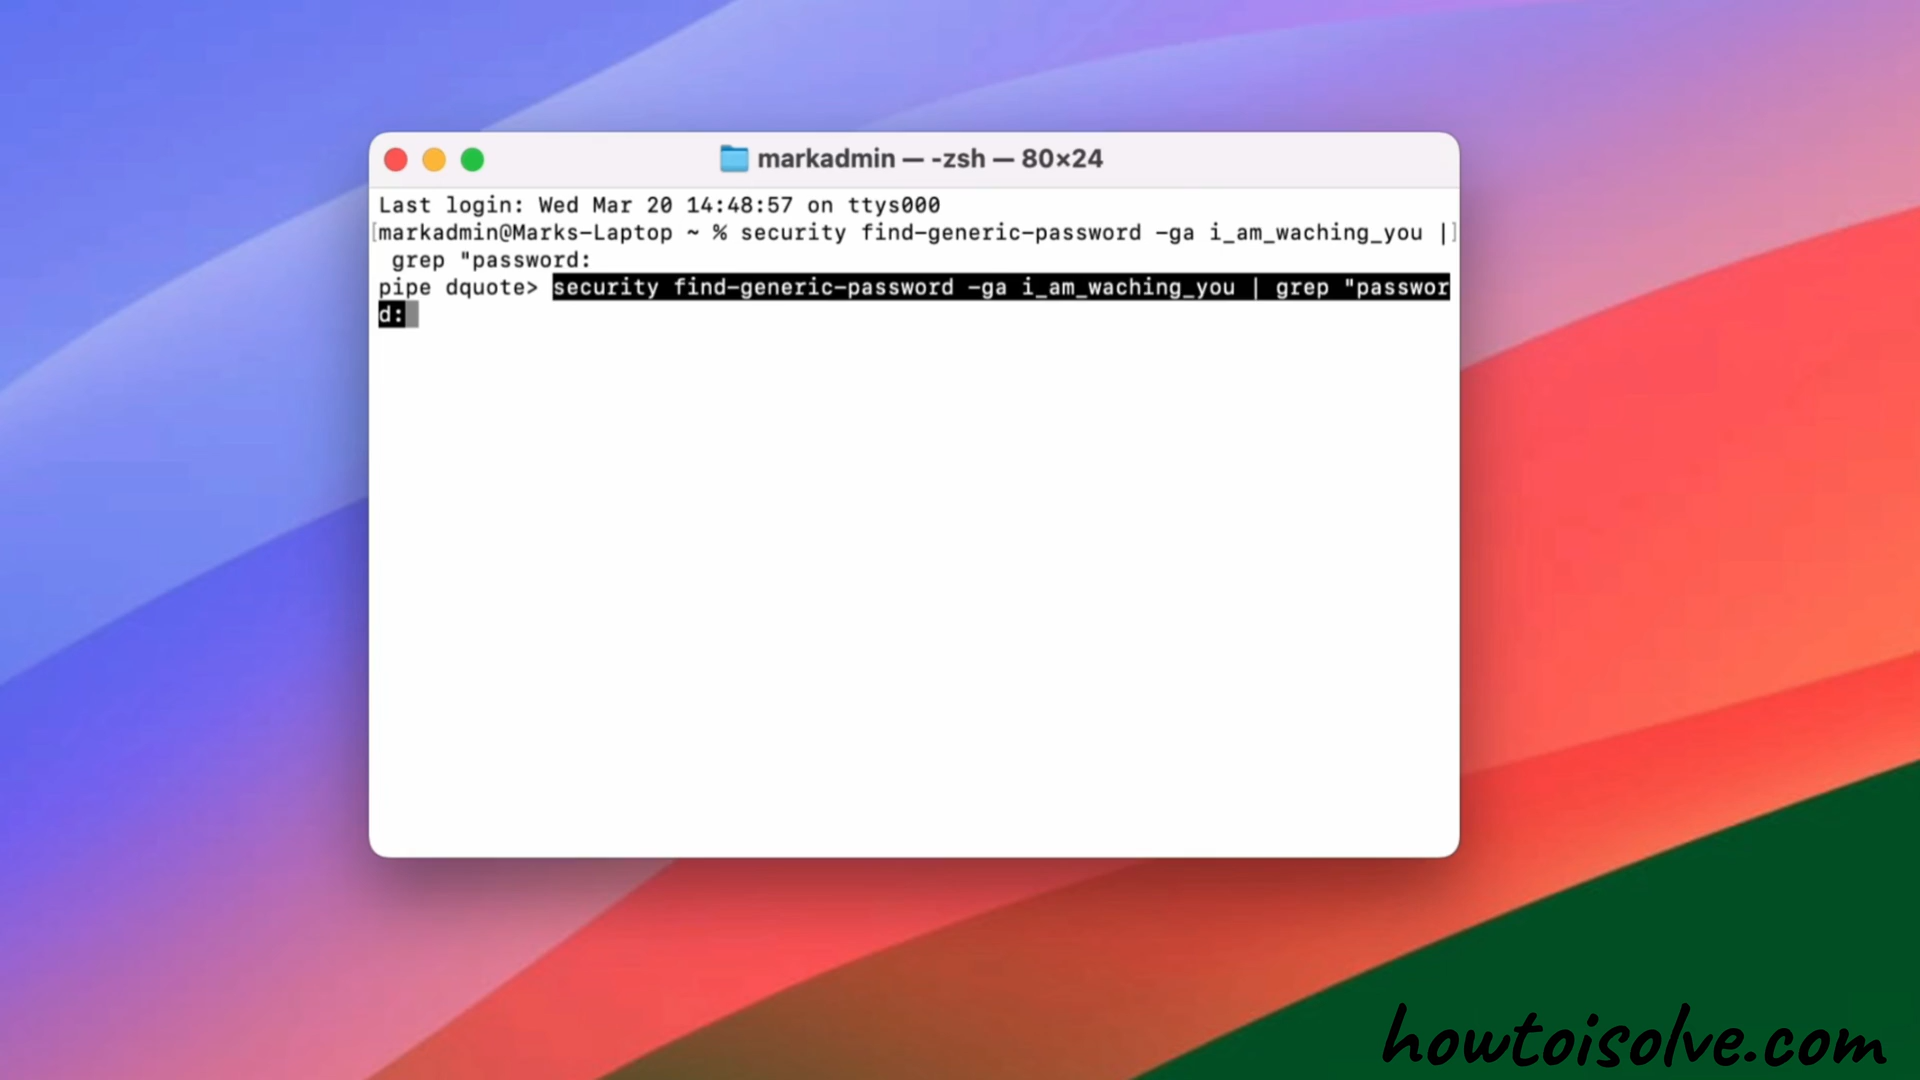 markadmin — -zsh — 80×24
Last login: Wed Mar 20 14:48:57 on ttys000
[markadmin@Marks-Laptop ~ % security find-generic-password -ga i_am_waching_you |]
grep "password:
pipe dquote> security find-generic-password -ga i_am_waching_you | grep "passwor
d:
howtoisolve.com